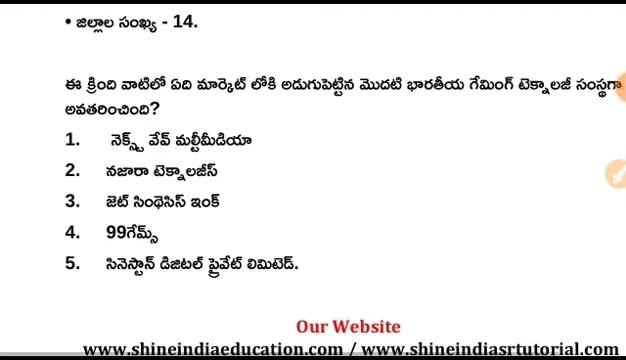 • జిల్లాల సంఖ్య - 14.
ఈ క్రింది వాటిలో ఏది మార్కెట్ లోకి అడుగుపెట్టిన మొదటి భారతీయ గేమింగ్ టెక్నాలజీ సంస్థగా
అవతరించింది?
1. నెక్స్ట్ వేవ్ మల్టీమీడియా
2. నజారా టెక్నాలజీస్
3. జెట్ సింథెసిస్ ఇంక్
4. 99గేమ్స్
5. సినెస్టాన్ డిజిటల్ ప్రైవేట్ లిమిటెడ్.
Our Website
www.shineindiaeducation.com / www.shineindiasrtutorial.com